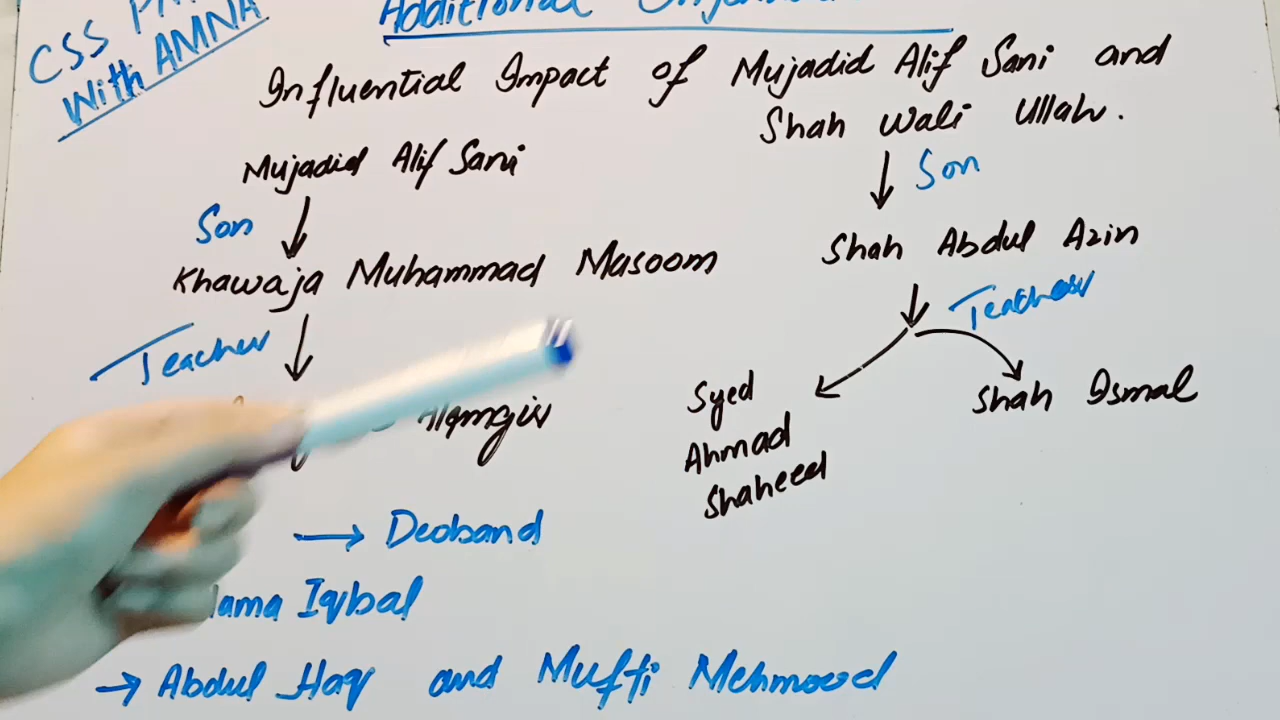 CSS
With AMNA
Additional
Influential Impact of Mujadid Alif Sani and
Shah Wali Ullah.
Mujadid Alif Sani
Son
Son
Khawaja Muhammad Masoom
Shah Abdul Azin
Teacher
Teacher
Alamgir
Syed
Ahmad
Shaheed
Shah Ismal
→ Deoband
lama Iqbal
→ Abdul Haq and Mufti Mehmood